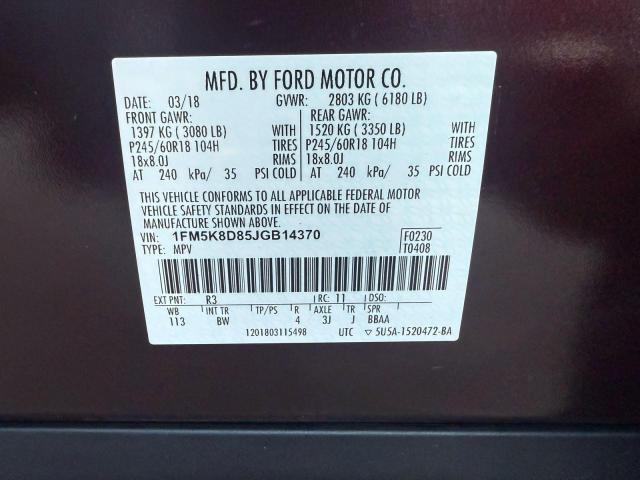 MFD. BY FORD MOTOR CO.
DATE: 03/18 GVWR: 2803 KG ( 6180 LB)
FRONT GAWR: REAR GAWR:
1397 KG ( 3080 LB) WITH 1520 KG ( 3350 LB) WITH
P245/60R18 104H TIRES P245/60R18 104H TIRES
18x8.0J RIMS 18x8.0J RIMS
AT 240 kPa/ 35 PSI COLD AT 240 kPa/ 35 PSI COLD
THIS VEHICLE CONFORMS TO ALL APPLICABLE FEDERAL MOTOR
VEHICLE SAFETY STANDARDS IN EFFECT ON THE DATE OF
MANUFACTURE SHOWN ABOVE.
VIN: 1FM5K8D85JGB14370 F0230
TYPE: MPV T0408
EXT PNT: R3 RC: 11 DSO:
WB INT TR TP/PS R AXLE TR SPR
113 BW 4 3J J BBAA
1201803115498 UTC ▽ 5U5A-1520472-BA